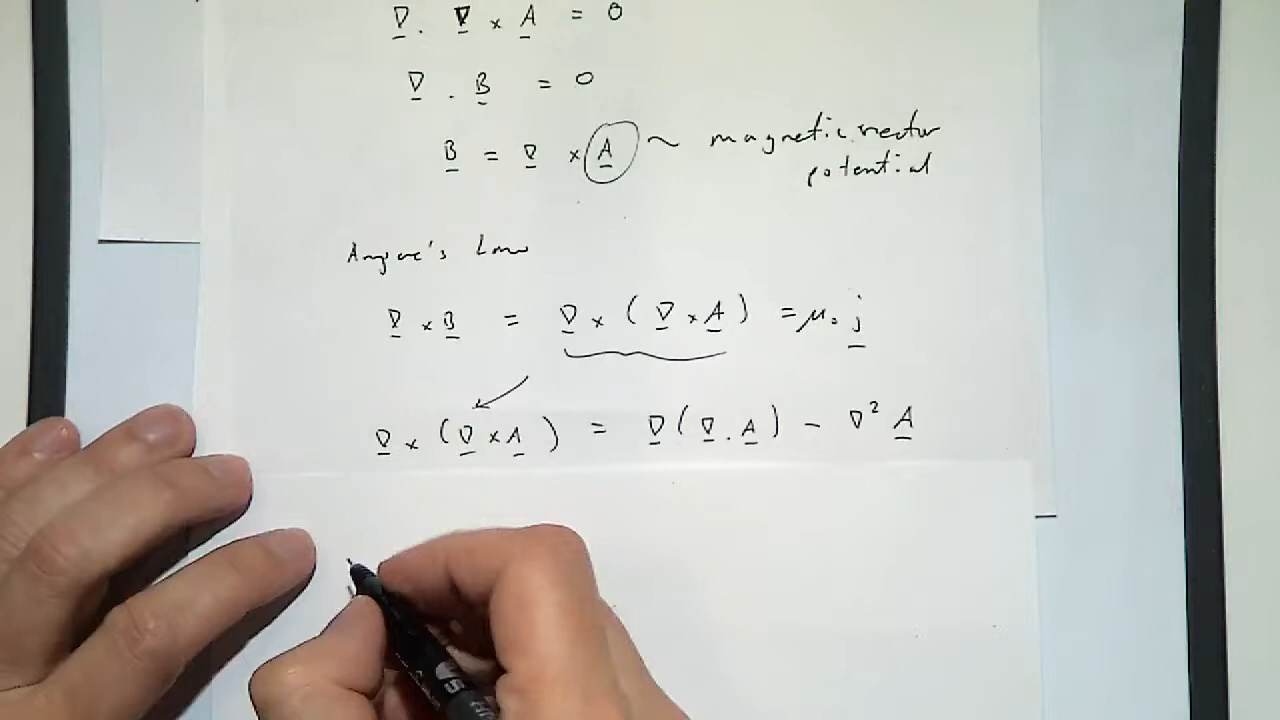 ∇ . ∇ × A = 0
∇ . B = 0
B = ∇ × A ~ magnetic vector
potential
Ampere's Law
∇ × B = ∇ × (∇ × A) = μ₀ j
∇ × (∇ × A) = ∇(∇ . A) − ∇² A